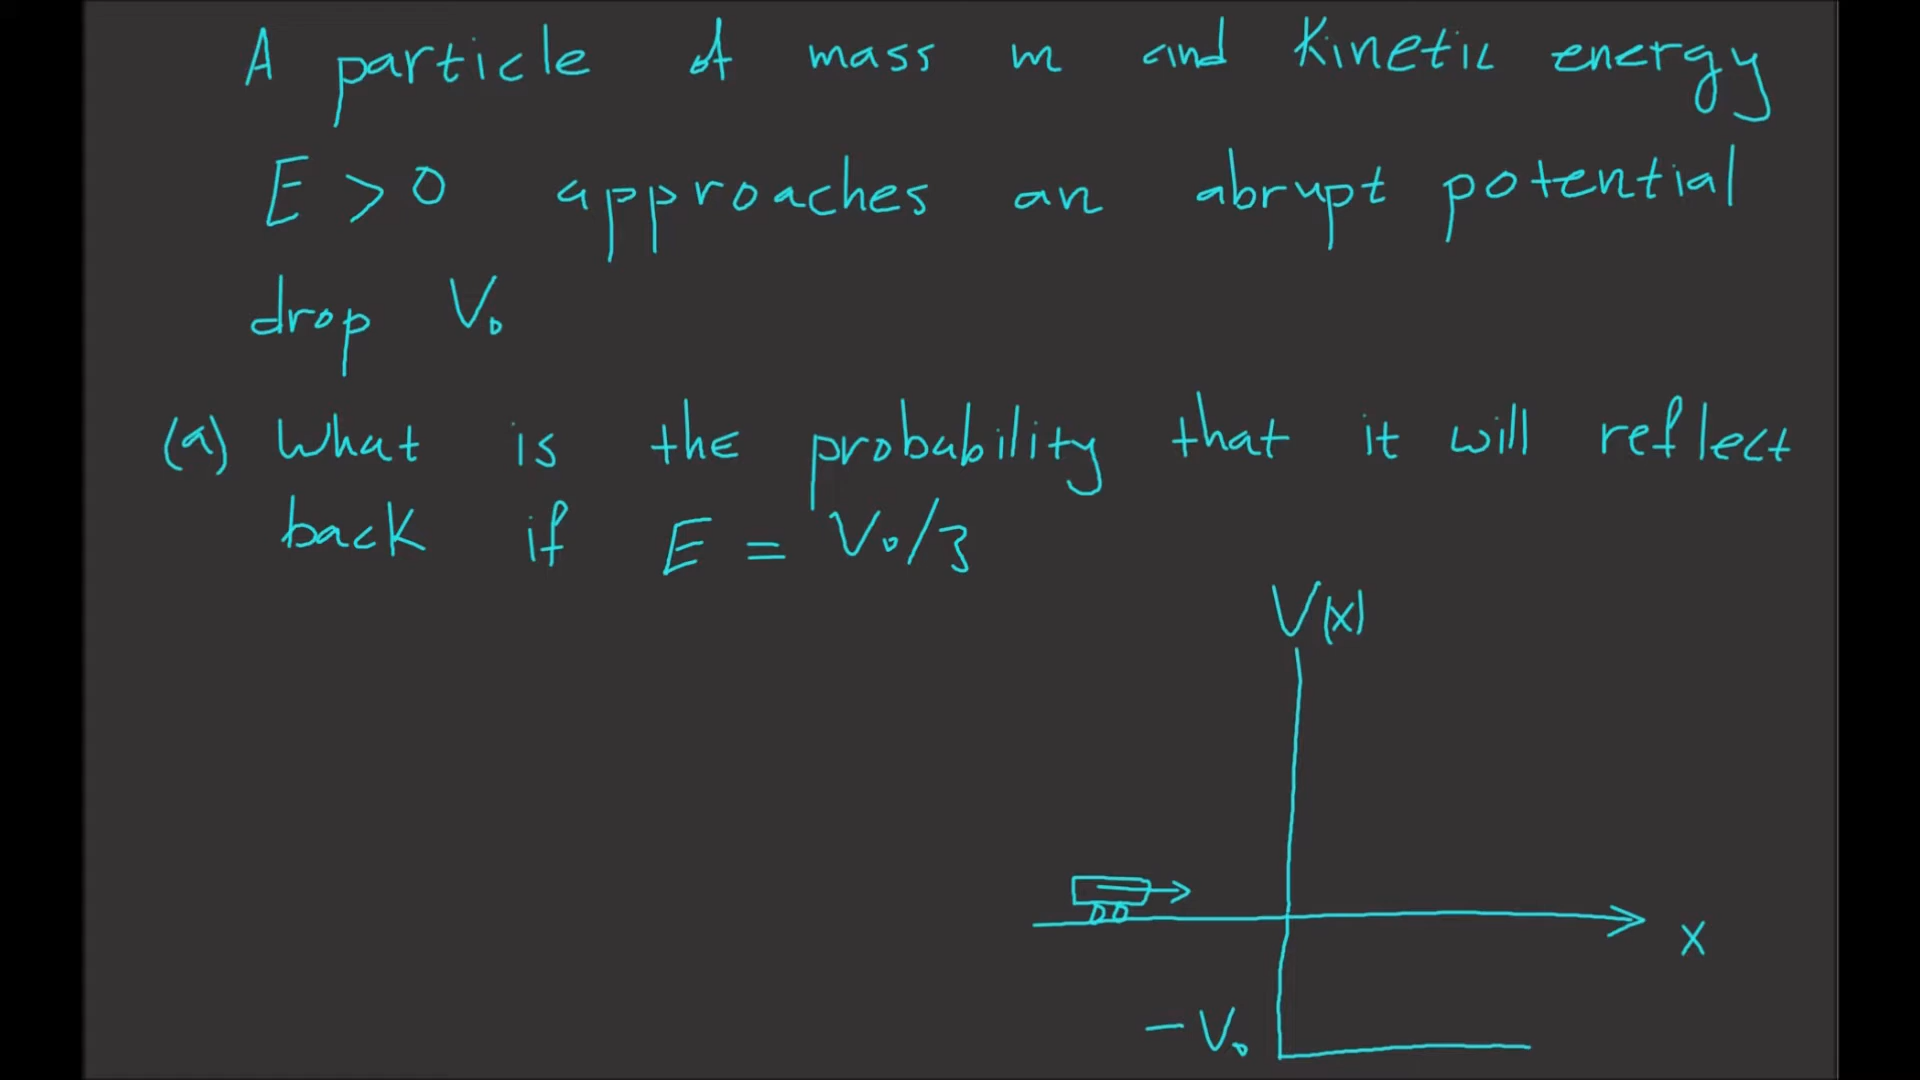 A particle of mass m and kinetic energy
E > 0 approaches an abrupt potential
drop V₀
(a) What is the probability that it will reflect
back if E = V₀/3
V(x)
x
-V₀